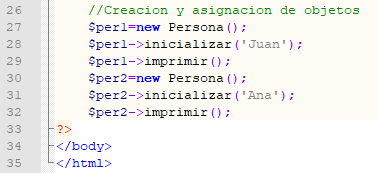 26 //Creacion y asignacion de objetos
27 $per1=new Persona();
28 $per1->inicializar('Juan');
29 $per1->imprimir();
30 $per2=new Persona();
31 $per2->inicializar('Ana');
32 $per2->imprimir();
33 ?>
34 </body>
35 </html>